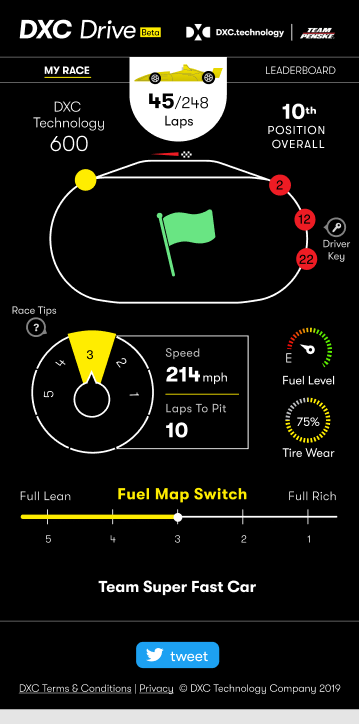 DXC Drive Beta
DXC.technology | TEAM PENSKE
MY RACE
LEADERBOARD
45/248
Laps
DXC
Technology
600
10th
POSITION
OVERALL
2
12
22
Driver
Key
Race Tips
?
5 4 3 2 1
Speed
214 mph
Laps To Pit
10
E
Fuel Level
75%
Tire Wear
Full Lean
Fuel Map Switch
Full Rich
5 4 3 2 1
Team Super Fast Car
tweet
DXC Terms & Conditions | Privacy © DXC Technology Company 2019